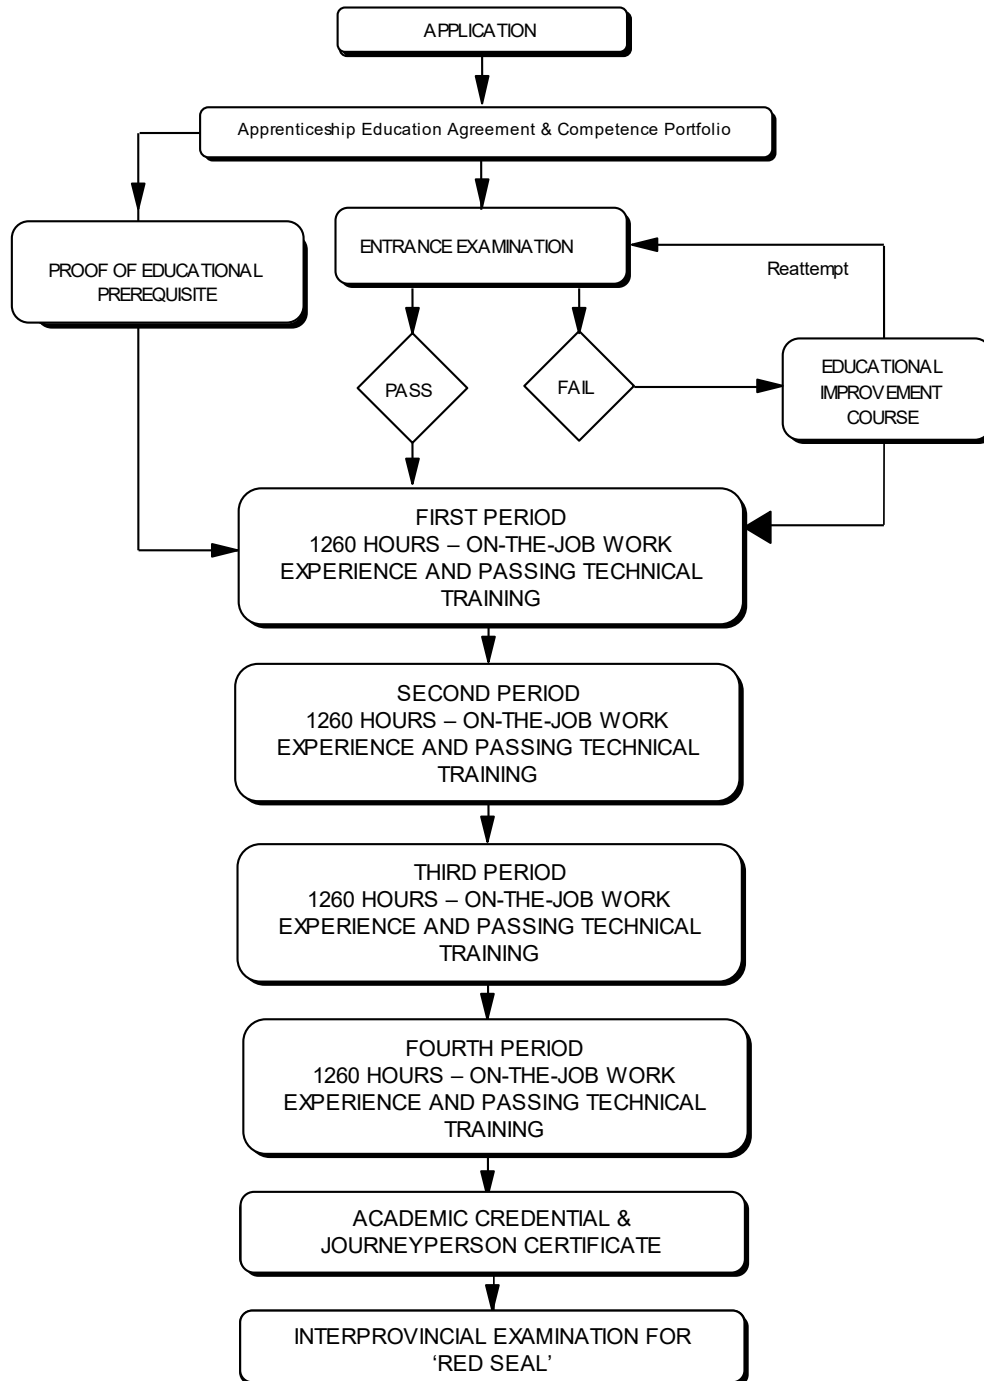 APPLICATION
Apprenticeship Education Agreement & Competence Portfolio
PROOF OF EDUCATIONAL
PREREQUISITE
ENTRANCE EXAMINATION
Reattempt
PASS
FAIL
EDUCATIONAL
IMPROVEMENT
COURSE
FIRST PERIOD
1260 HOURS – ON-THE-JOB WORK
EXPERIENCE AND PASSING TECHNICAL
TRAINING
SECOND PERIOD
1260 HOURS – ON-THE-JOB WORK
EXPERIENCE AND PASSING TECHNICAL
TRAINING
THIRD PERIOD
1260 HOURS – ON-THE-JOB WORK
EXPERIENCE AND PASSING TECHNICAL
TRAINING
FOURTH PERIOD
1260 HOURS – ON-THE-JOB WORK
EXPERIENCE AND PASSING TECHNICAL
TRAINING
ACADEMIC CREDENTIAL &
JOURNEYPERSON CERTIFICATE
INTERPROVINCIAL EXAMINATION FOR
‘RED SEAL’